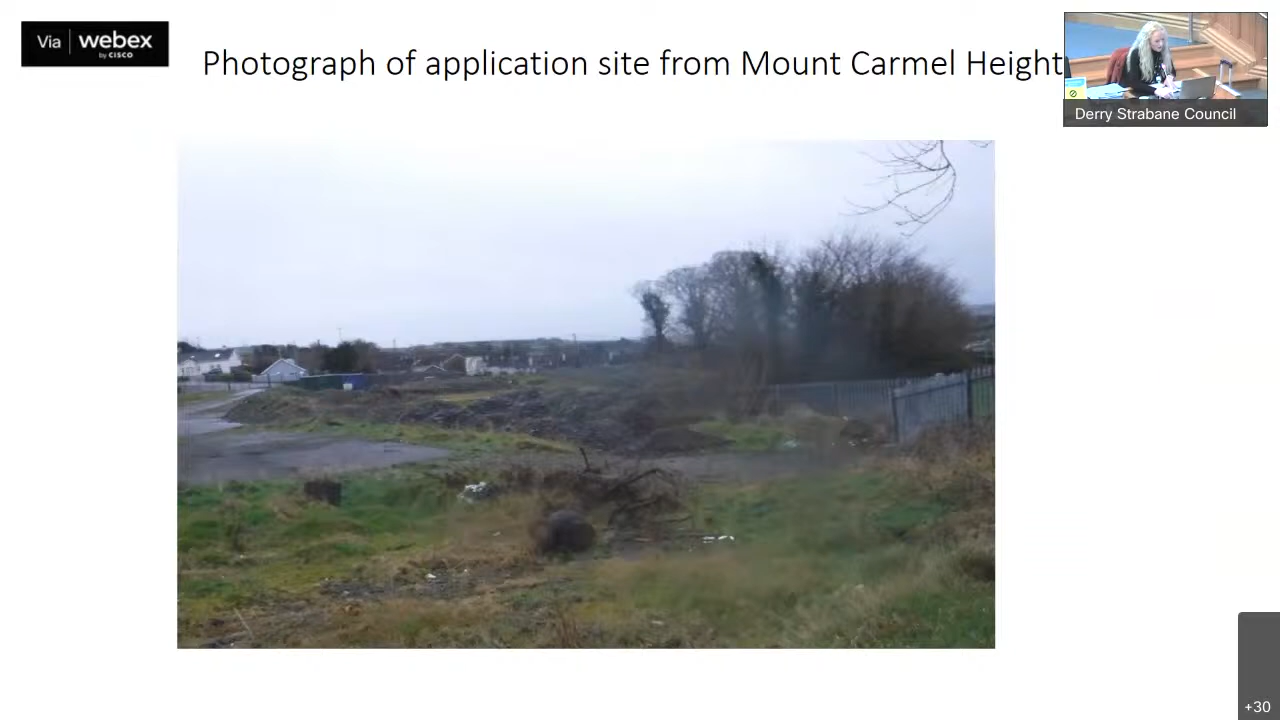 Via webex
by CISCO
Photograph of application site from Mount Carmel Height
Derry Strabane Council
+30